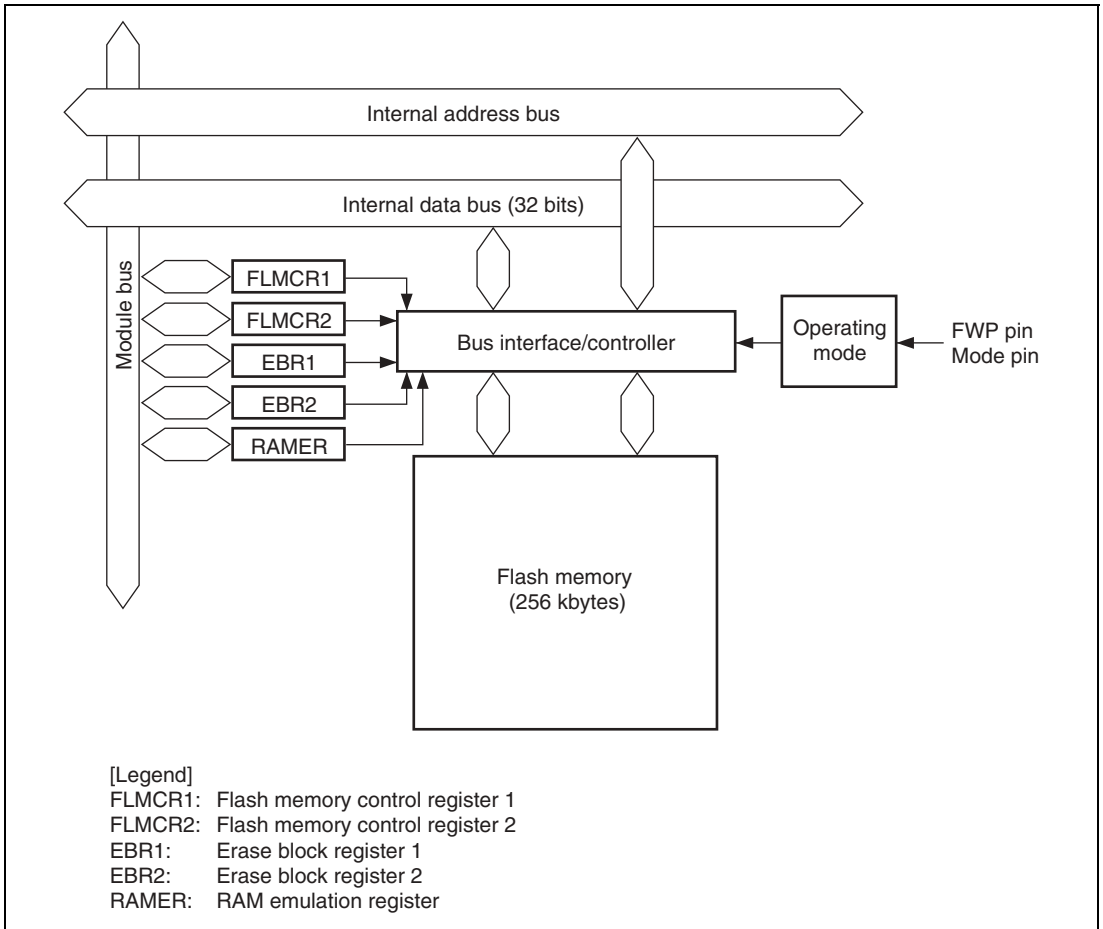 Internal address bus
Internal data bus (32 bits)
Module bus
FLMCR1
FLMCR2
EBR1
EBR2
RAMER
Bus interface/controller
Operating
mode
FWP pin
Mode pin
Flash memory
(256 kbytes)
[Legend]
FLMCR1: Flash memory control register 1
FLMCR2: Flash memory control register 2
EBR1: Erase block register 1
EBR2: Erase block register 2
RAMER: RAM emulation register